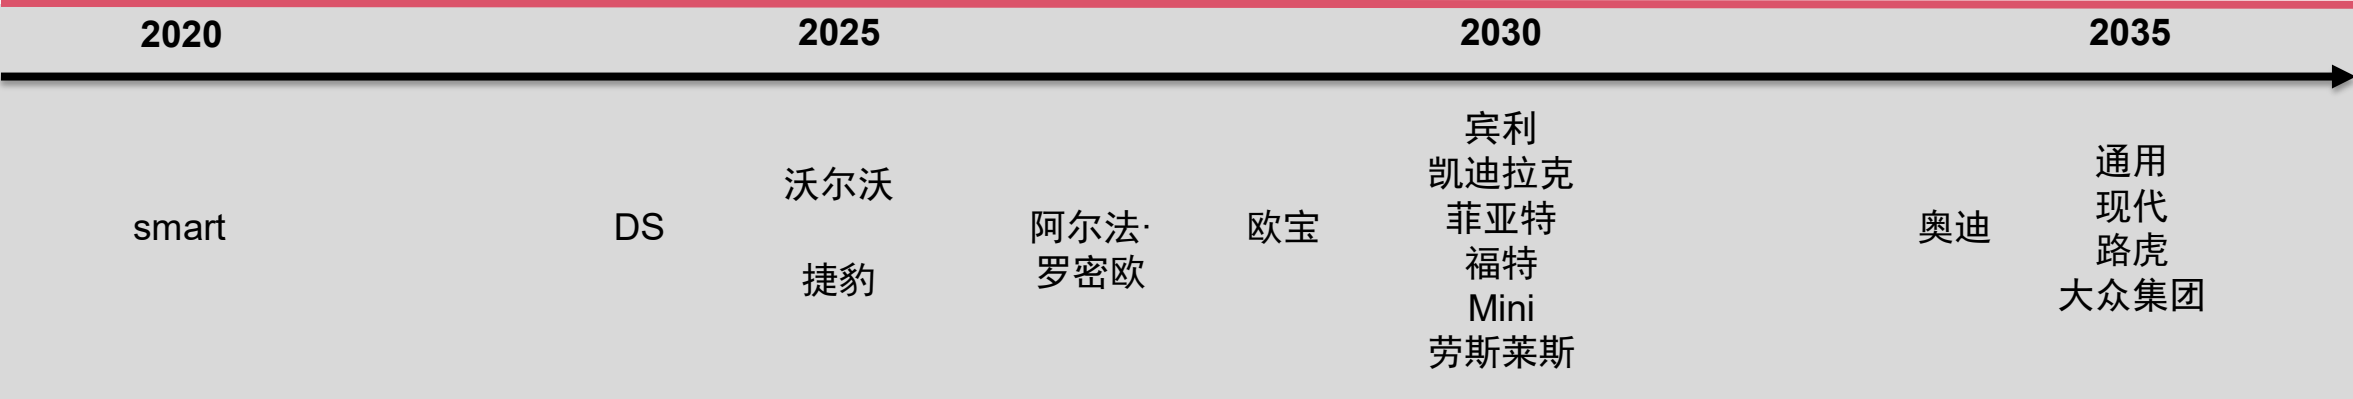 2020
2025
2030
2035
smart
DS
沃尔沃
捷豹
阿尔法·
罗密欧
欧宝
宾利
凯迪拉克
菲亚特
福特
Mini
劳斯莱斯
奥迪
通用
现代
路虎
大众集团